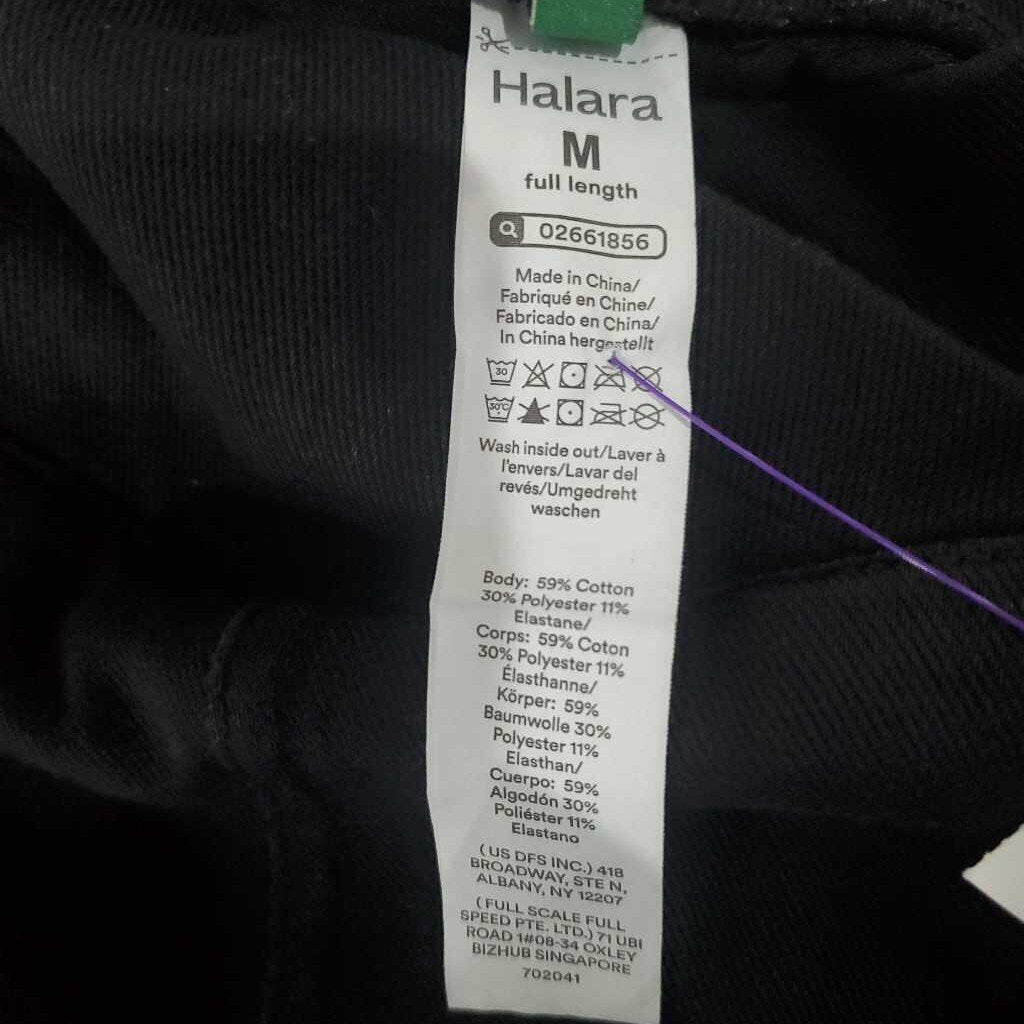 Halara
M
full length
02661856
Made in China/
Fabriqué en Chine/
Fabricado en China/
In China hergestellt
30
30°C
Wash inside out/Laver à
l'envers/Lavar del
revés/Umgedreht
waschen
Body: 59% Cotton
30% Polyester 11%
Elastane/
Corps: 59% Coton
30% Polyester 11%
Élasthanne/
Körper: 59%
Baumwolle 30%
Polyester 11%
Elasthan/
Cuerpo: 59%
Algodón 30%
Poliéster 11%
Elastano
(US DFS INC.) 418
BROADWAY, STE N,
ALBANY, NY 12207
(FULL SCALE FULL
SPEED PTE. LTD.) 71 UBI
ROAD 1#08-34 OXLEY
BIZHUB SINGAPORE
702041